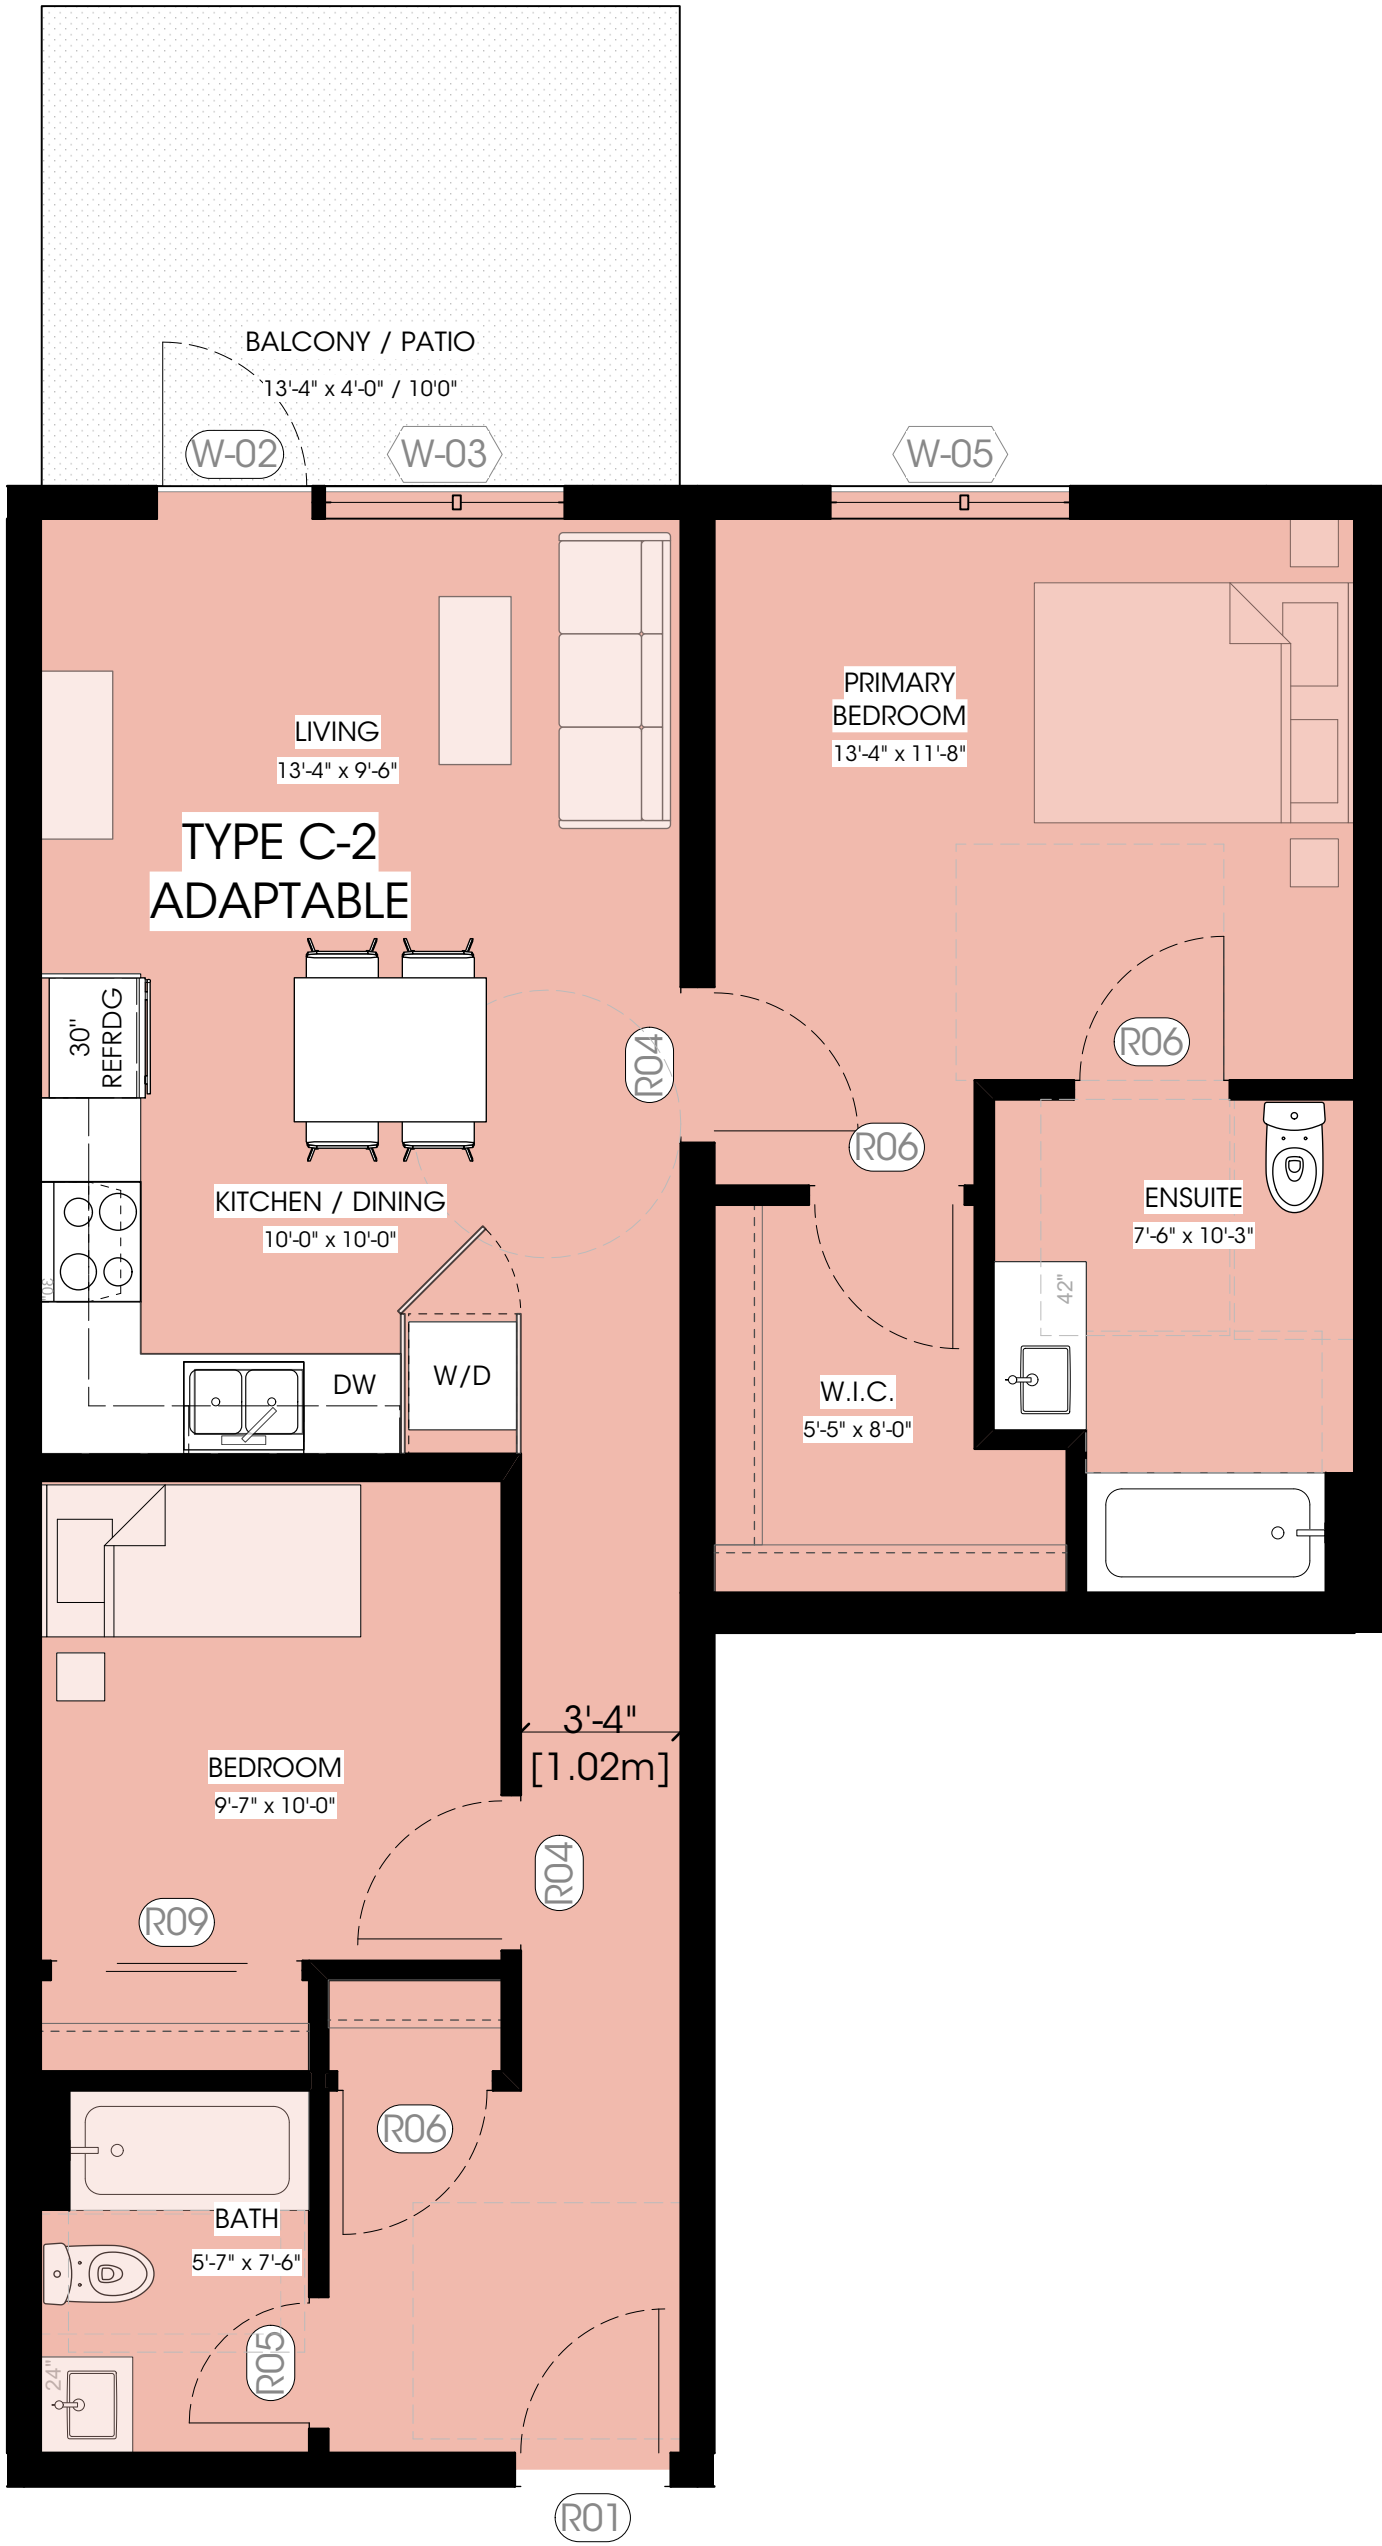 BALCONY / PATIO
13'-4" x 4'-0" / 10'0"
W-02
W-03
W-05
PRIMARY
BEDROOM
13'-4" x 11'-8"
LIVING
13'-4" x 9'-6"
TYPE C-2
ADAPTABLE
30"
REFRDG
R04
R06
R06
KITCHEN / DINING
10'-0" x 10'-0"
ENSUITE
7'-6" x 10'-3"
30"
42"
DW
W/D
W.I.C.
5'-5" x 8'-0"
3'-4"
[1.02m]
BEDROOM
9'-7" x 10'-0"
R04
R09
R06
BATH
5'-7" x 7'-6"
R05
24"
R01